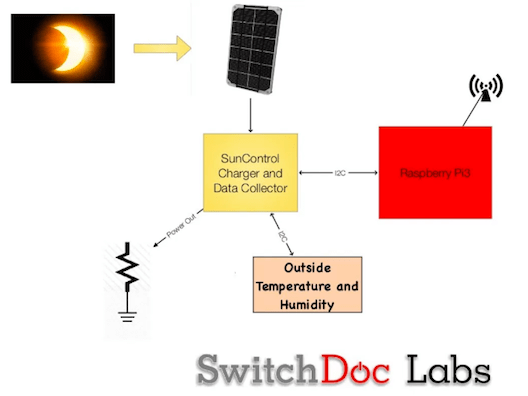 SunControl
Charger and
Data Collector
I2C
Raspberry Pi3
Power Out
I2C
Outside
Temperature and
Humidity
SwitchDoc Labs